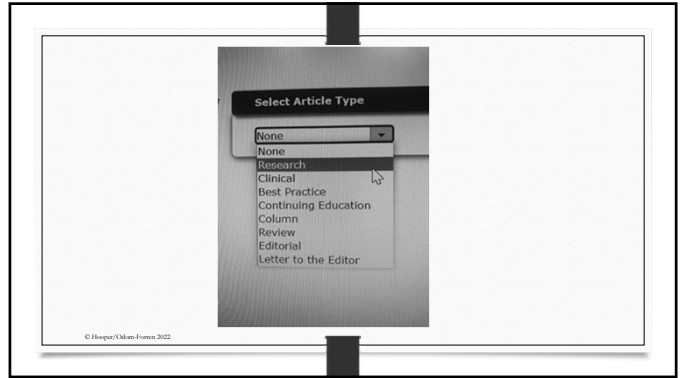 Select Article Type
None
None
Research
Clinical
Best Practice
Continuing Education
Column
Review
Editorial
Letter to the Editor
© Hooper/Odom-Forren 2022